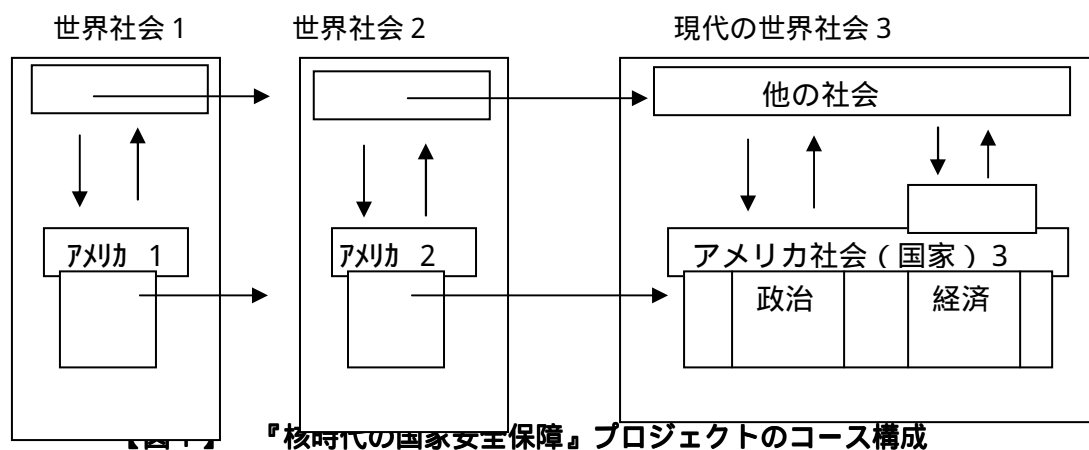 世界社会１ 世界社会２ 現代の世界社会３
他の社会
ｱﾒﾘｶ １ ｱﾒﾘｶ ２ アメリカ社会（国家）３
政治 経済
『核時代の国家安全保障』プロジェクトのコース構成